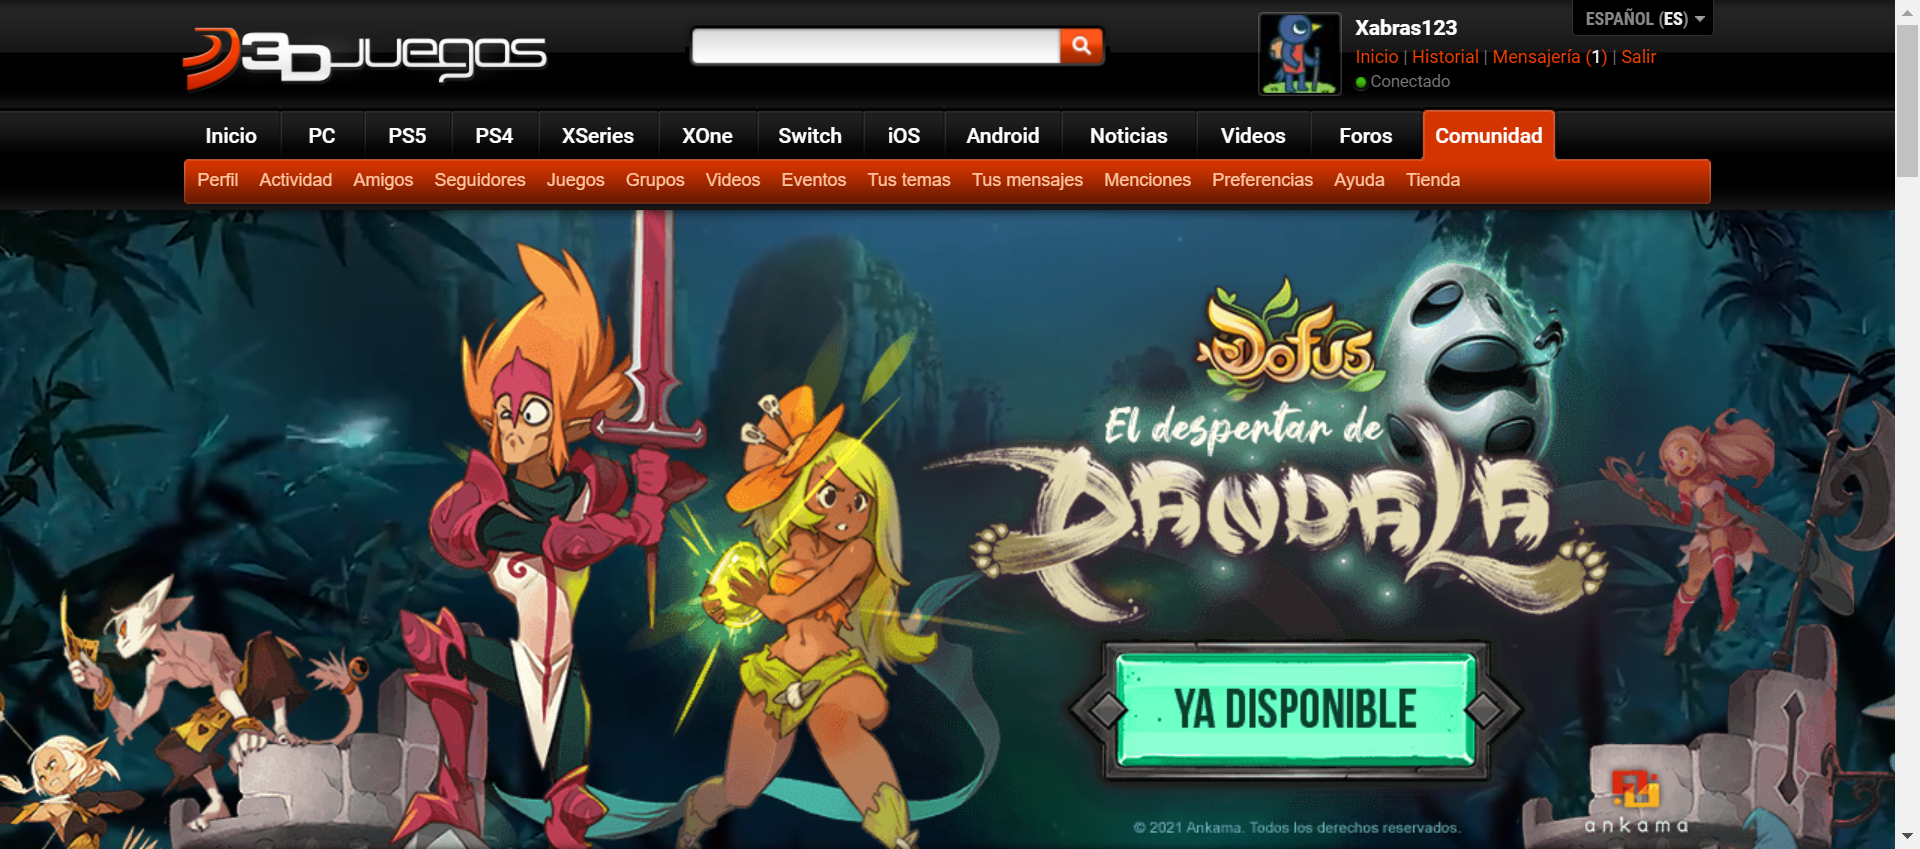 3DJUEGOS
ESPAÑOL (ES)
Xabras123
Inicio | Historial | Mensajería (1) | Salir
Conectado
Inicio PC PS5 PS4 XSeries XOne Switch iOS Android Noticias Videos Foros Comunidad
Perfil Actividad Amigos Seguidores Juegos Grupos Videos Eventos Tus temas Tus mensajes Menciones Preferencias Ayuda Tienda
DOFUS
El despertar de
PANDALA
YA DISPONIBLE
© 2021 Ankama. Todos los derechos reservados.
ankama